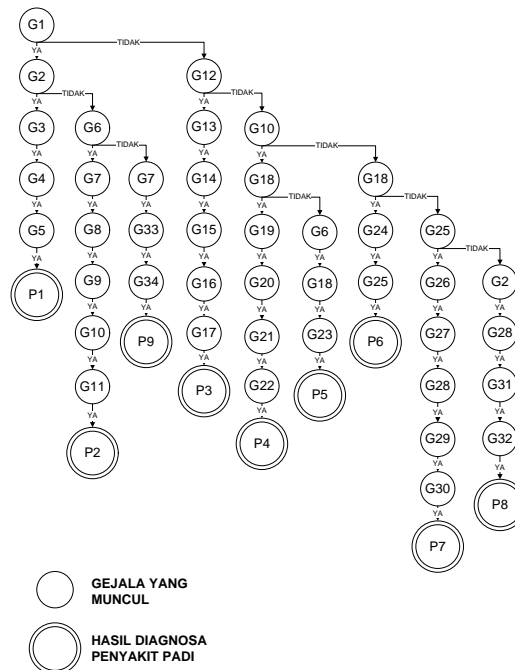 G1
YA
TIDAK
G2
G12
YA
TIDAK
YA
TIDAK
G3
G6
G13
G10
YA
YA
TIDAK
YA
YA
TIDAK
G4
G7
G7
G14
G18
G18
YA
YA
YA
YA
YA
TIDAK
YA
TIDAK
G5
G8
G33
G15
G19
G6
G24
G25
YA
YA
YA
YA
YA
YA
YA
YA
TIDAK
P1
G9
G34
G16
G20
G18
G25
G26
G2
YA
YA
YA
YA
YA
YA
YA
YA
G10
P9
G17
G21
G23
P6
G27
G28
YA
YA
YA
YA
YA
YA
G11
P3
G22
P5
G28
G31
YA
YA
YA
YA
P2
P4
G29
G32
YA
YA
G30
P8
YA
P7
GEJALA YANG
MUNCUL
HASIL DIAGNOSA
PENYAKIT PADI